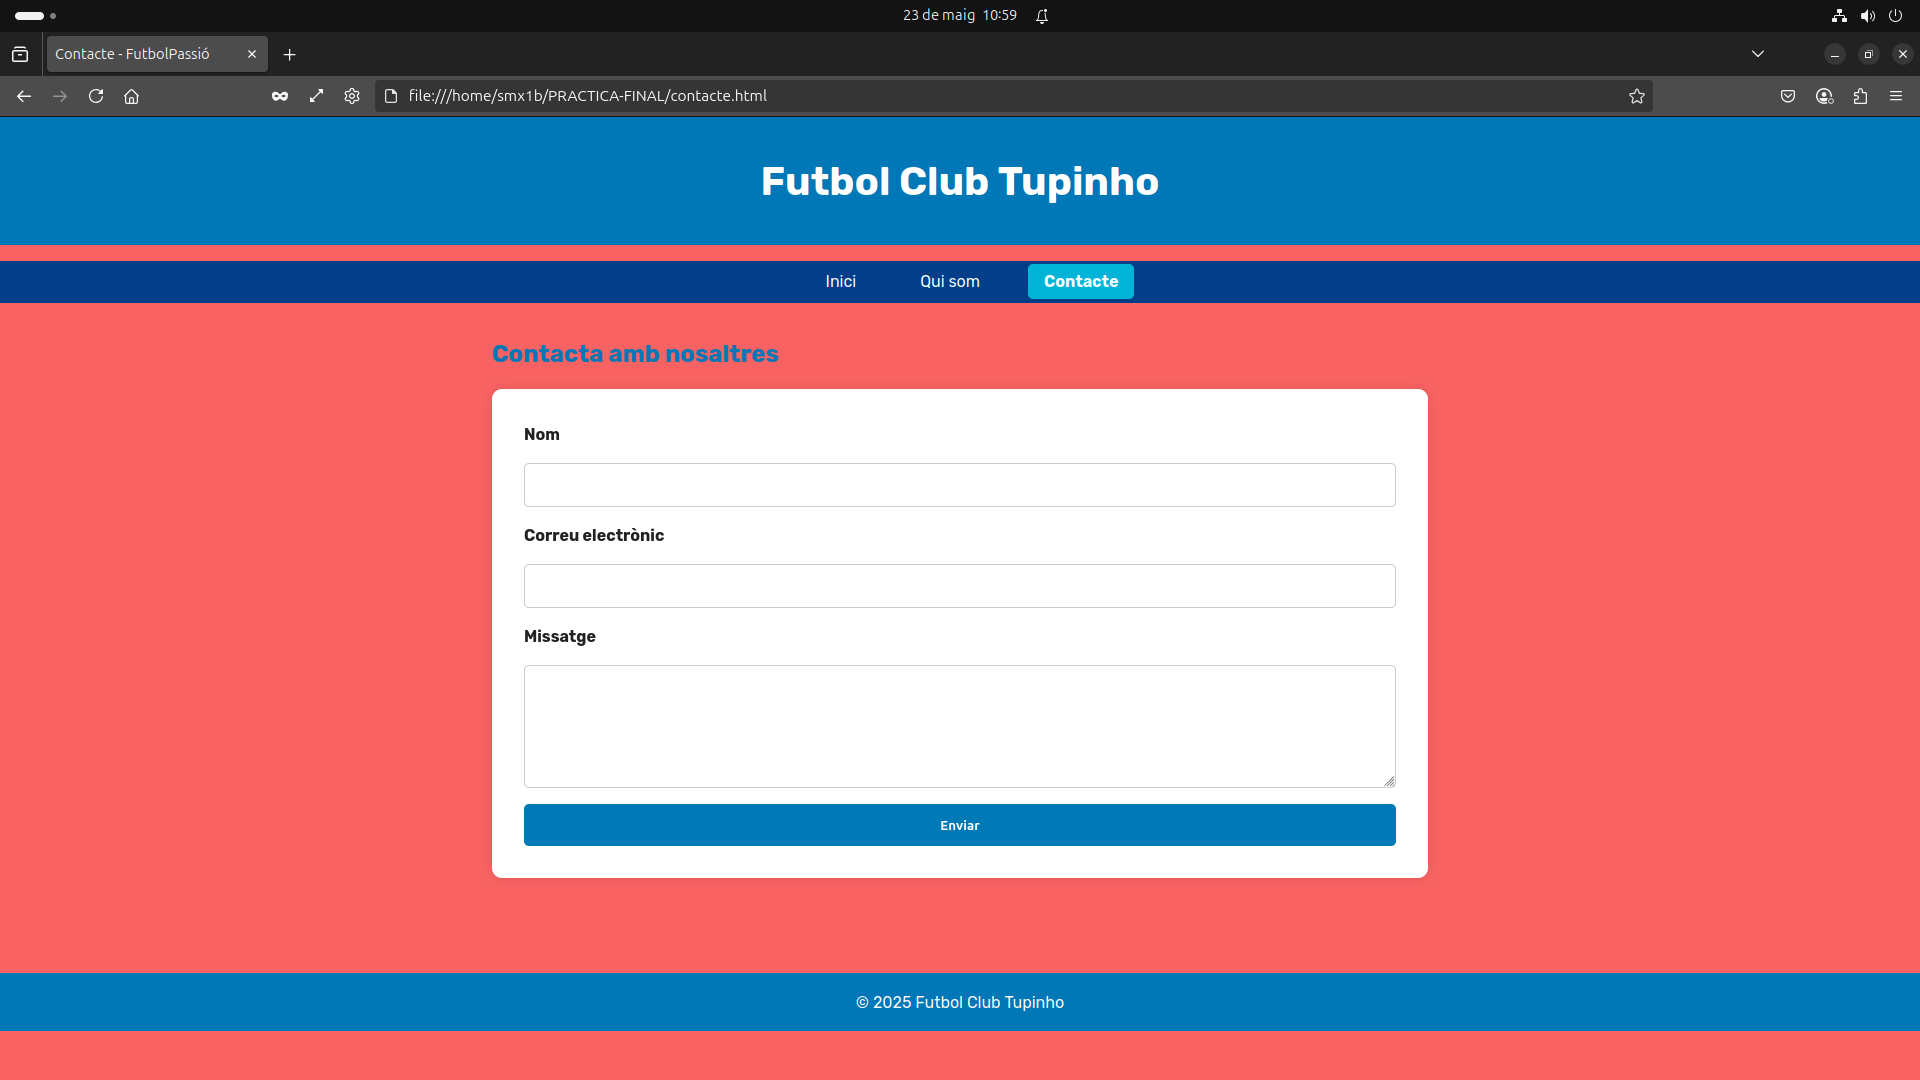 23 de maig 10:59
Contacte - FutbolPassió
file:///home/smx1b/PRACTICA-FINAL/contacte.html
Futbol Club Tupinho
Inici Qui som Contacte
Contacta amb nosaltres
Nom
Correu electrònic
Missatge
Enviar
© 2025 Futbol Club Tupinho